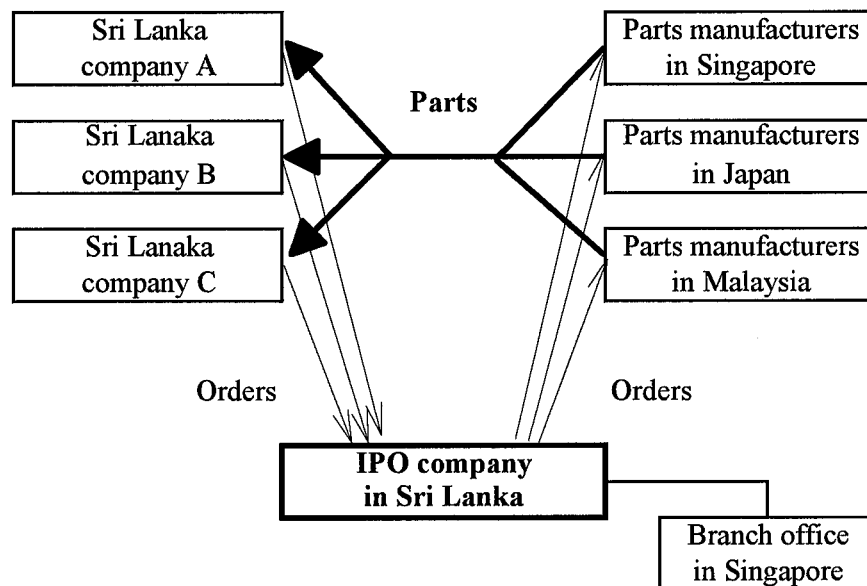 Sri Lanka
company A
Parts manufacturers
in Singapore
Parts
Sri Lanaka
company B
Parts manufacturers
in Japan
Sri Lanaka
company C
Parts manufacturers
in Malaysia
Orders
Orders
IPO company
in Sri Lanka
Branch office
in Singapore